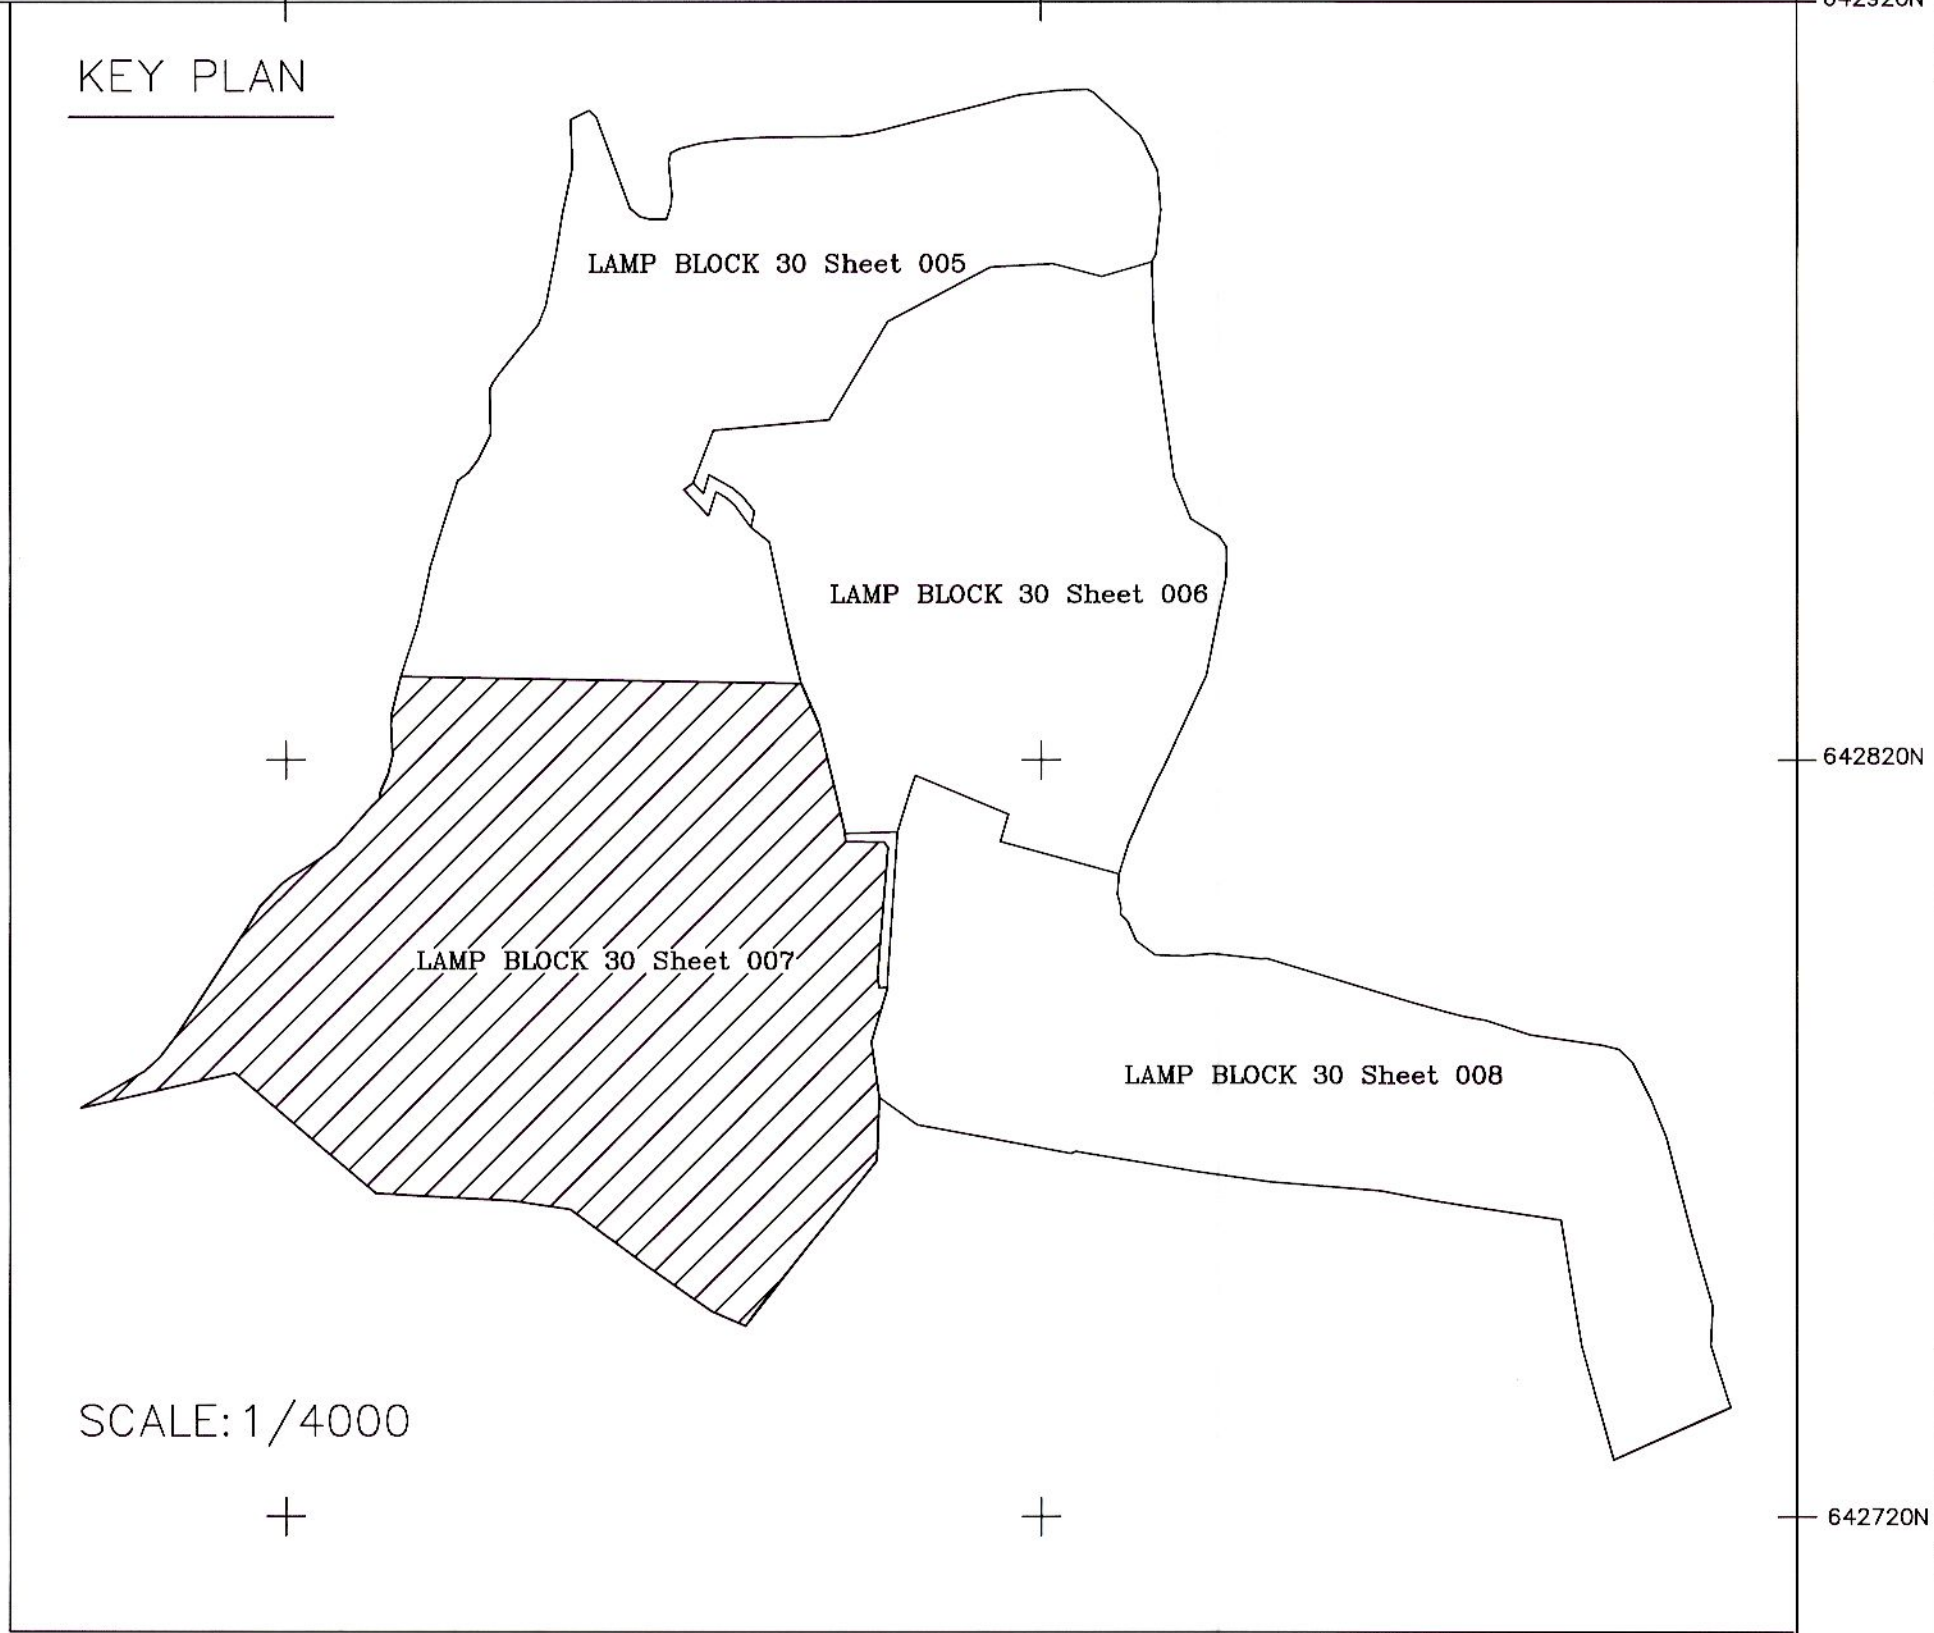 642920N
KEY PLAN
LAMP BLOCK 30 Sheet 005
LAMP BLOCK 30 Sheet 006
642820N
LAMP BLOCK 30 Sheet 007
LAMP BLOCK 30 Sheet 008
SCALE: 1/4000
642720N